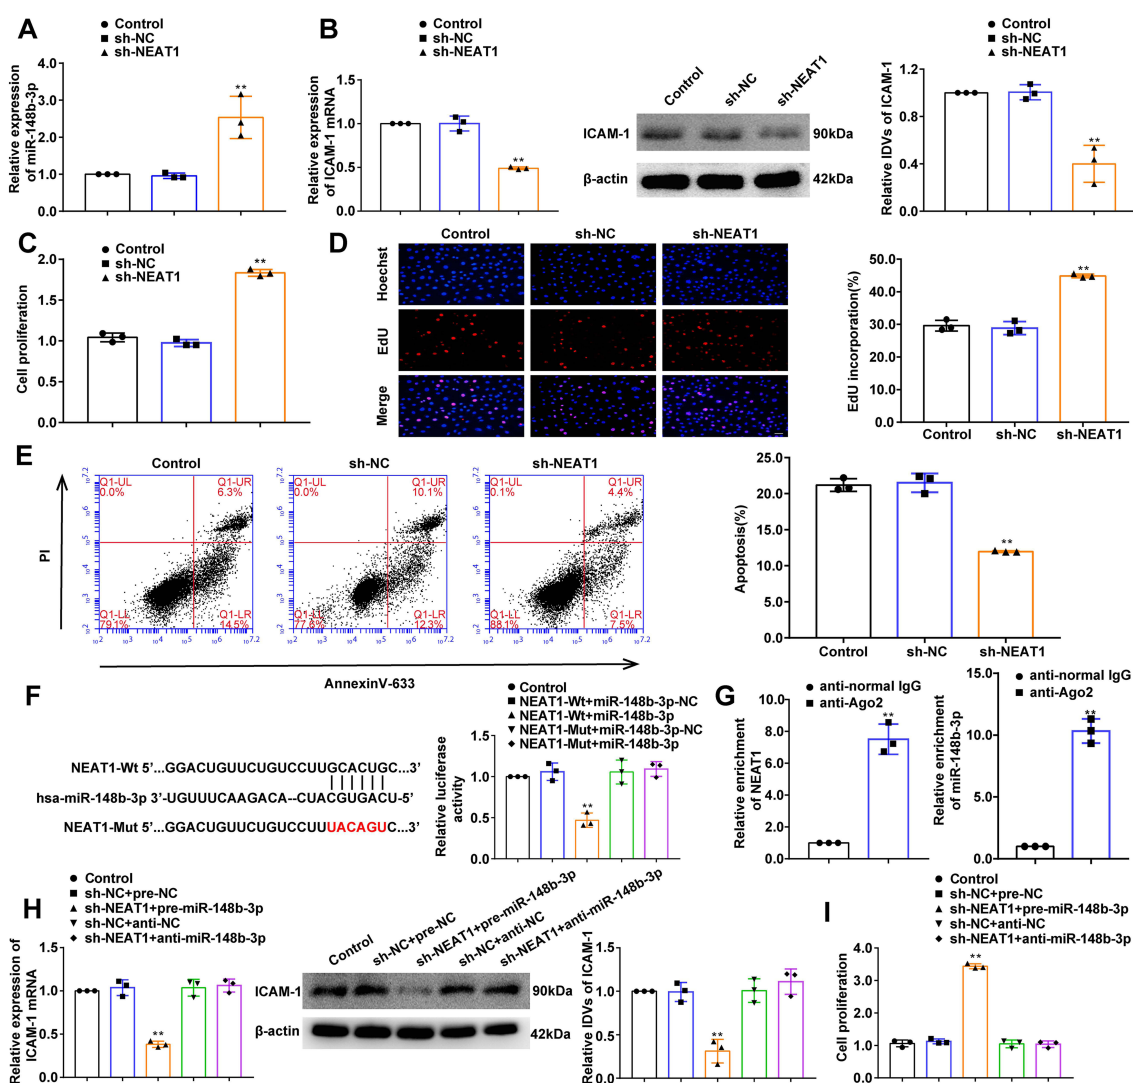 A
Control
sh-NC
sh-NEAT1
Relative expression
of miR-148b-3p
4.0
3.0
2.0
1.0
0.0
**
B
Control
sh-NC
sh-NEAT1
Relative expression
of ICAM-1 mRNA
1.5
1.0
0.5
0.0
**
Control
sh-NC
sh-NEAT1
ICAM-1
90kDa
β-actin
42kDa
Control
sh-NC
sh-NEAT1
Relative IDVs of ICAM-1
1.2
0.8
0.4
0.0
**
C
Control
sh-NC
sh-NEAT1
Cell proliferation
2.0
1.5
1.0
0.5
0.0
**
D
Control
sh-NC
sh-NEAT1
Hoechst
EdU
Merge
EdU incorporation(%)
50.0
40.0
30.0
20.0
10.0
0.0
**
Control
sh-NC
sh-NEAT1
E
Control
sh-NC
sh-NEAT1
PI
Q1-UL
0.0%
Q1-UR
6.3%
Q1-LL
79.1%
Q1-LR
14.5%
Q1-UL
0.0%
Q1-UR
10.1%
77.6%
Q1-LR
12.3%
Q1-UL
0.1%
Q1-UR
4.4%
Q1-LL
88.1%
Q1-LR
7.5%
AnnexinV-633
Apoptosis(%)
25.0
20.0
15.0
10.0
5.0
0.0
**
Control
sh-NC
sh-NEAT1
F
NEAT1-Wt 5’...GGACUGUUCUGUCCUUGCACUGC...3’
hsa-miR-148b-3p 3’-UGUUUCAAGACA--CUACGUGACU-5’
NEAT1-Mut 5’...GGACUGUUCUGUCCUUUACAGUC...3’
Control
NEAT1-Wt+miR-148b-3p-NC
NEAT1-Wt+miR-148b-3p
NEAT1-Mut+miR-148b-3p-NC
NEAT1-Mut+miR-148b-3p
Relative luciferase
activity
1.5
1.0
0.5
0.0
**
G
anti-normal IgG
anti-Ago2
Relative enrichment
of NEAT1
10.0
8.0
6.0
4.0
2.0
0.0
**
anti-normal IgG
anti-Ago2
Relative enrichment
of miR-148b-3p
15.0
10.0
5.0
0.0
**
H
Control
sh-NC+pre-NC
sh-NEAT1+pre-miR-148b-3p
sh-NC+anti-NC
sh-NEAT1+anti-miR-148b-3p
Relative expression of
ICAM-1 mRNA
1.5
1.0
0.5
0.0
**
Control
sh-NC+pre-NC
sh-NEAT1+pre-miR-148b-3p
sh-NC+anti-NC
sh-NEAT1+anti-miR-148b-3p
ICAM-1
90kDa
β-actin
42kDa
Relative IDVs of ICAM-1
1.5
1.0
0.5
0.0
**
I
Control
sh-NC+pre-NC
sh-NEAT1+pre-miR-148b-3p
sh-NC+anti-NC
sh-NEAT1+anti-miR-148b-3p
Cell proliferation
4.0
3.0
2.0
1.0
0.0
**